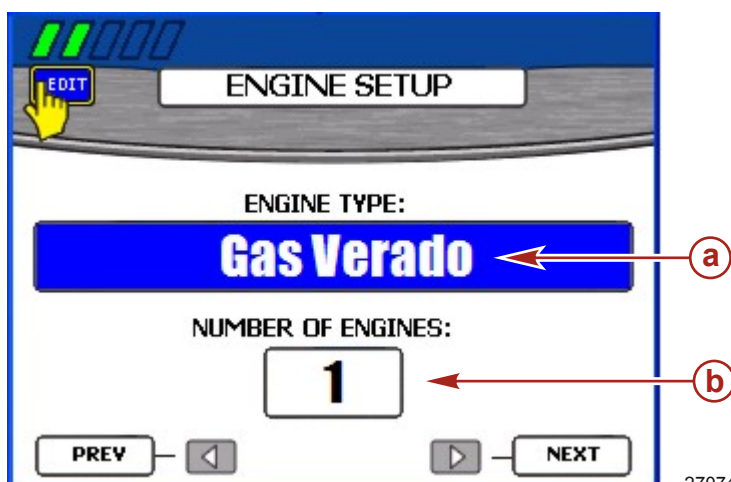 EDIT
ENGINE SETUP
ENGINE TYPE:
Gas Verado
a
NUMBER OF ENGINES:
1
b
PREV
NEXT